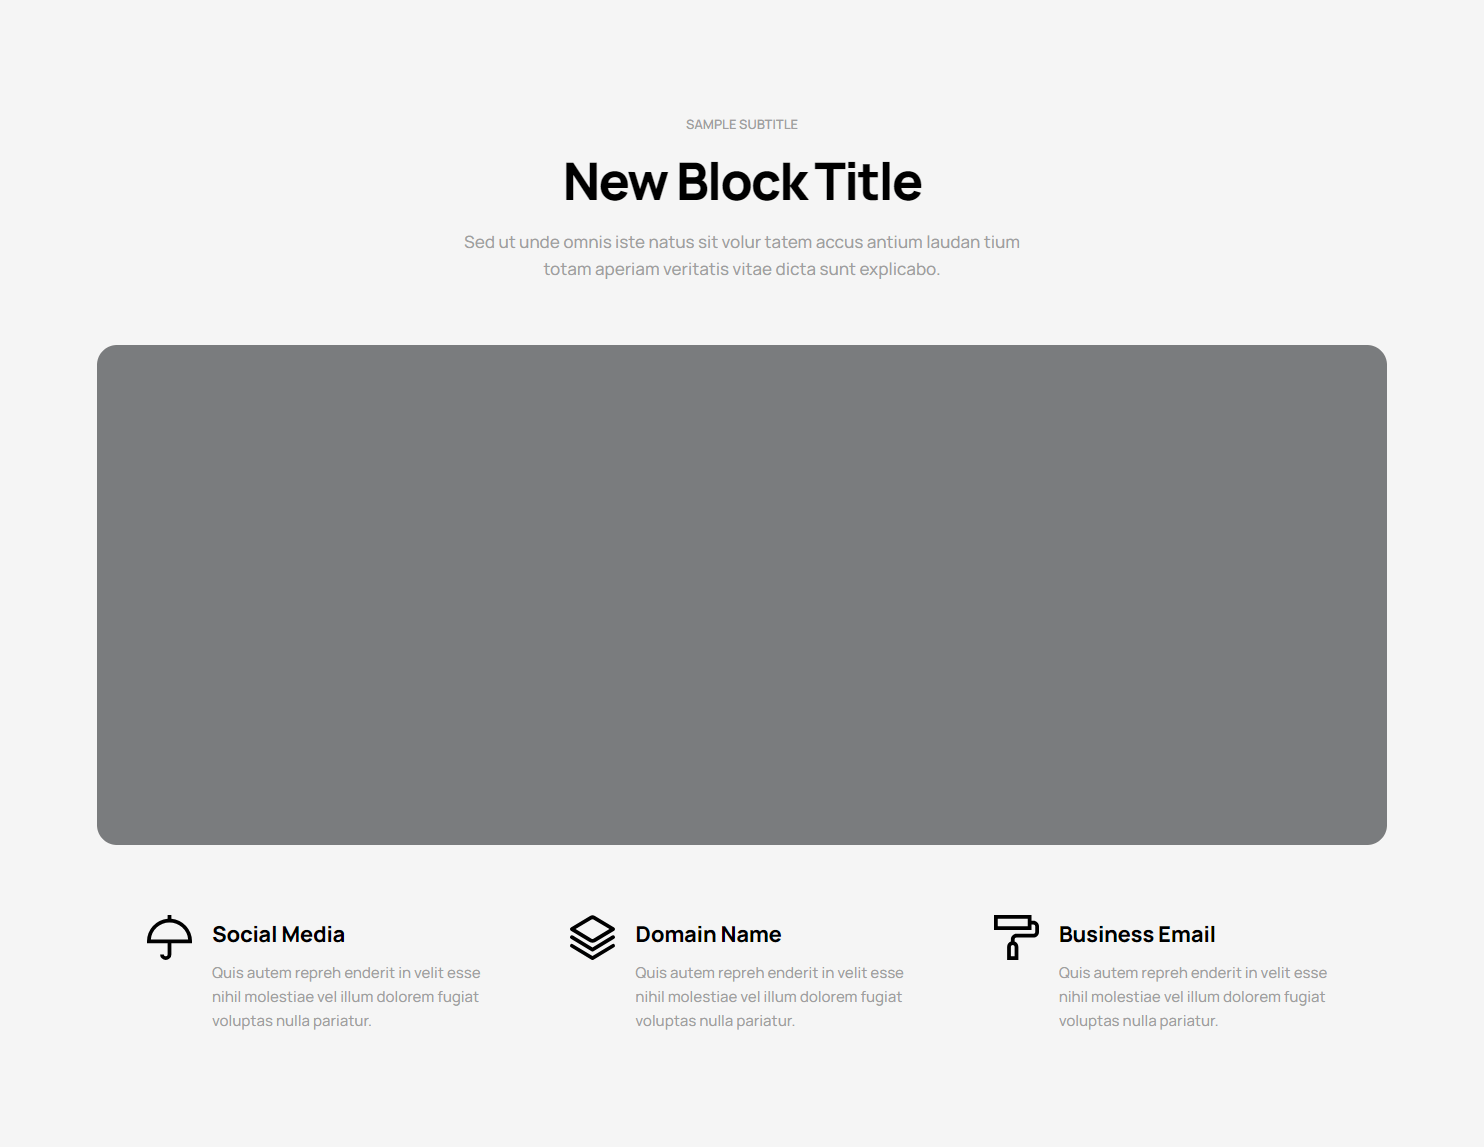 SAMPLE SUBTITLE
New Block Title
Sed ut unde omnis iste natus sit volur tatem accus antium laudan tium
totam aperiam veritatis vitae dicta sunt explicabo.
Social Media
Quis autem repreh enderit in velit esse
nihil molestiae vel illum dolorem fugiat
voluptas nulla pariatur.
Domain Name
Quis autem repreh enderit in velit esse
nihil molestiae vel illum dolorem fugiat
voluptas nulla pariatur.
Business Email
Quis autem repreh enderit in velit esse
nihil molestiae vel illum dolorem fugiat
voluptas nulla pariatur.